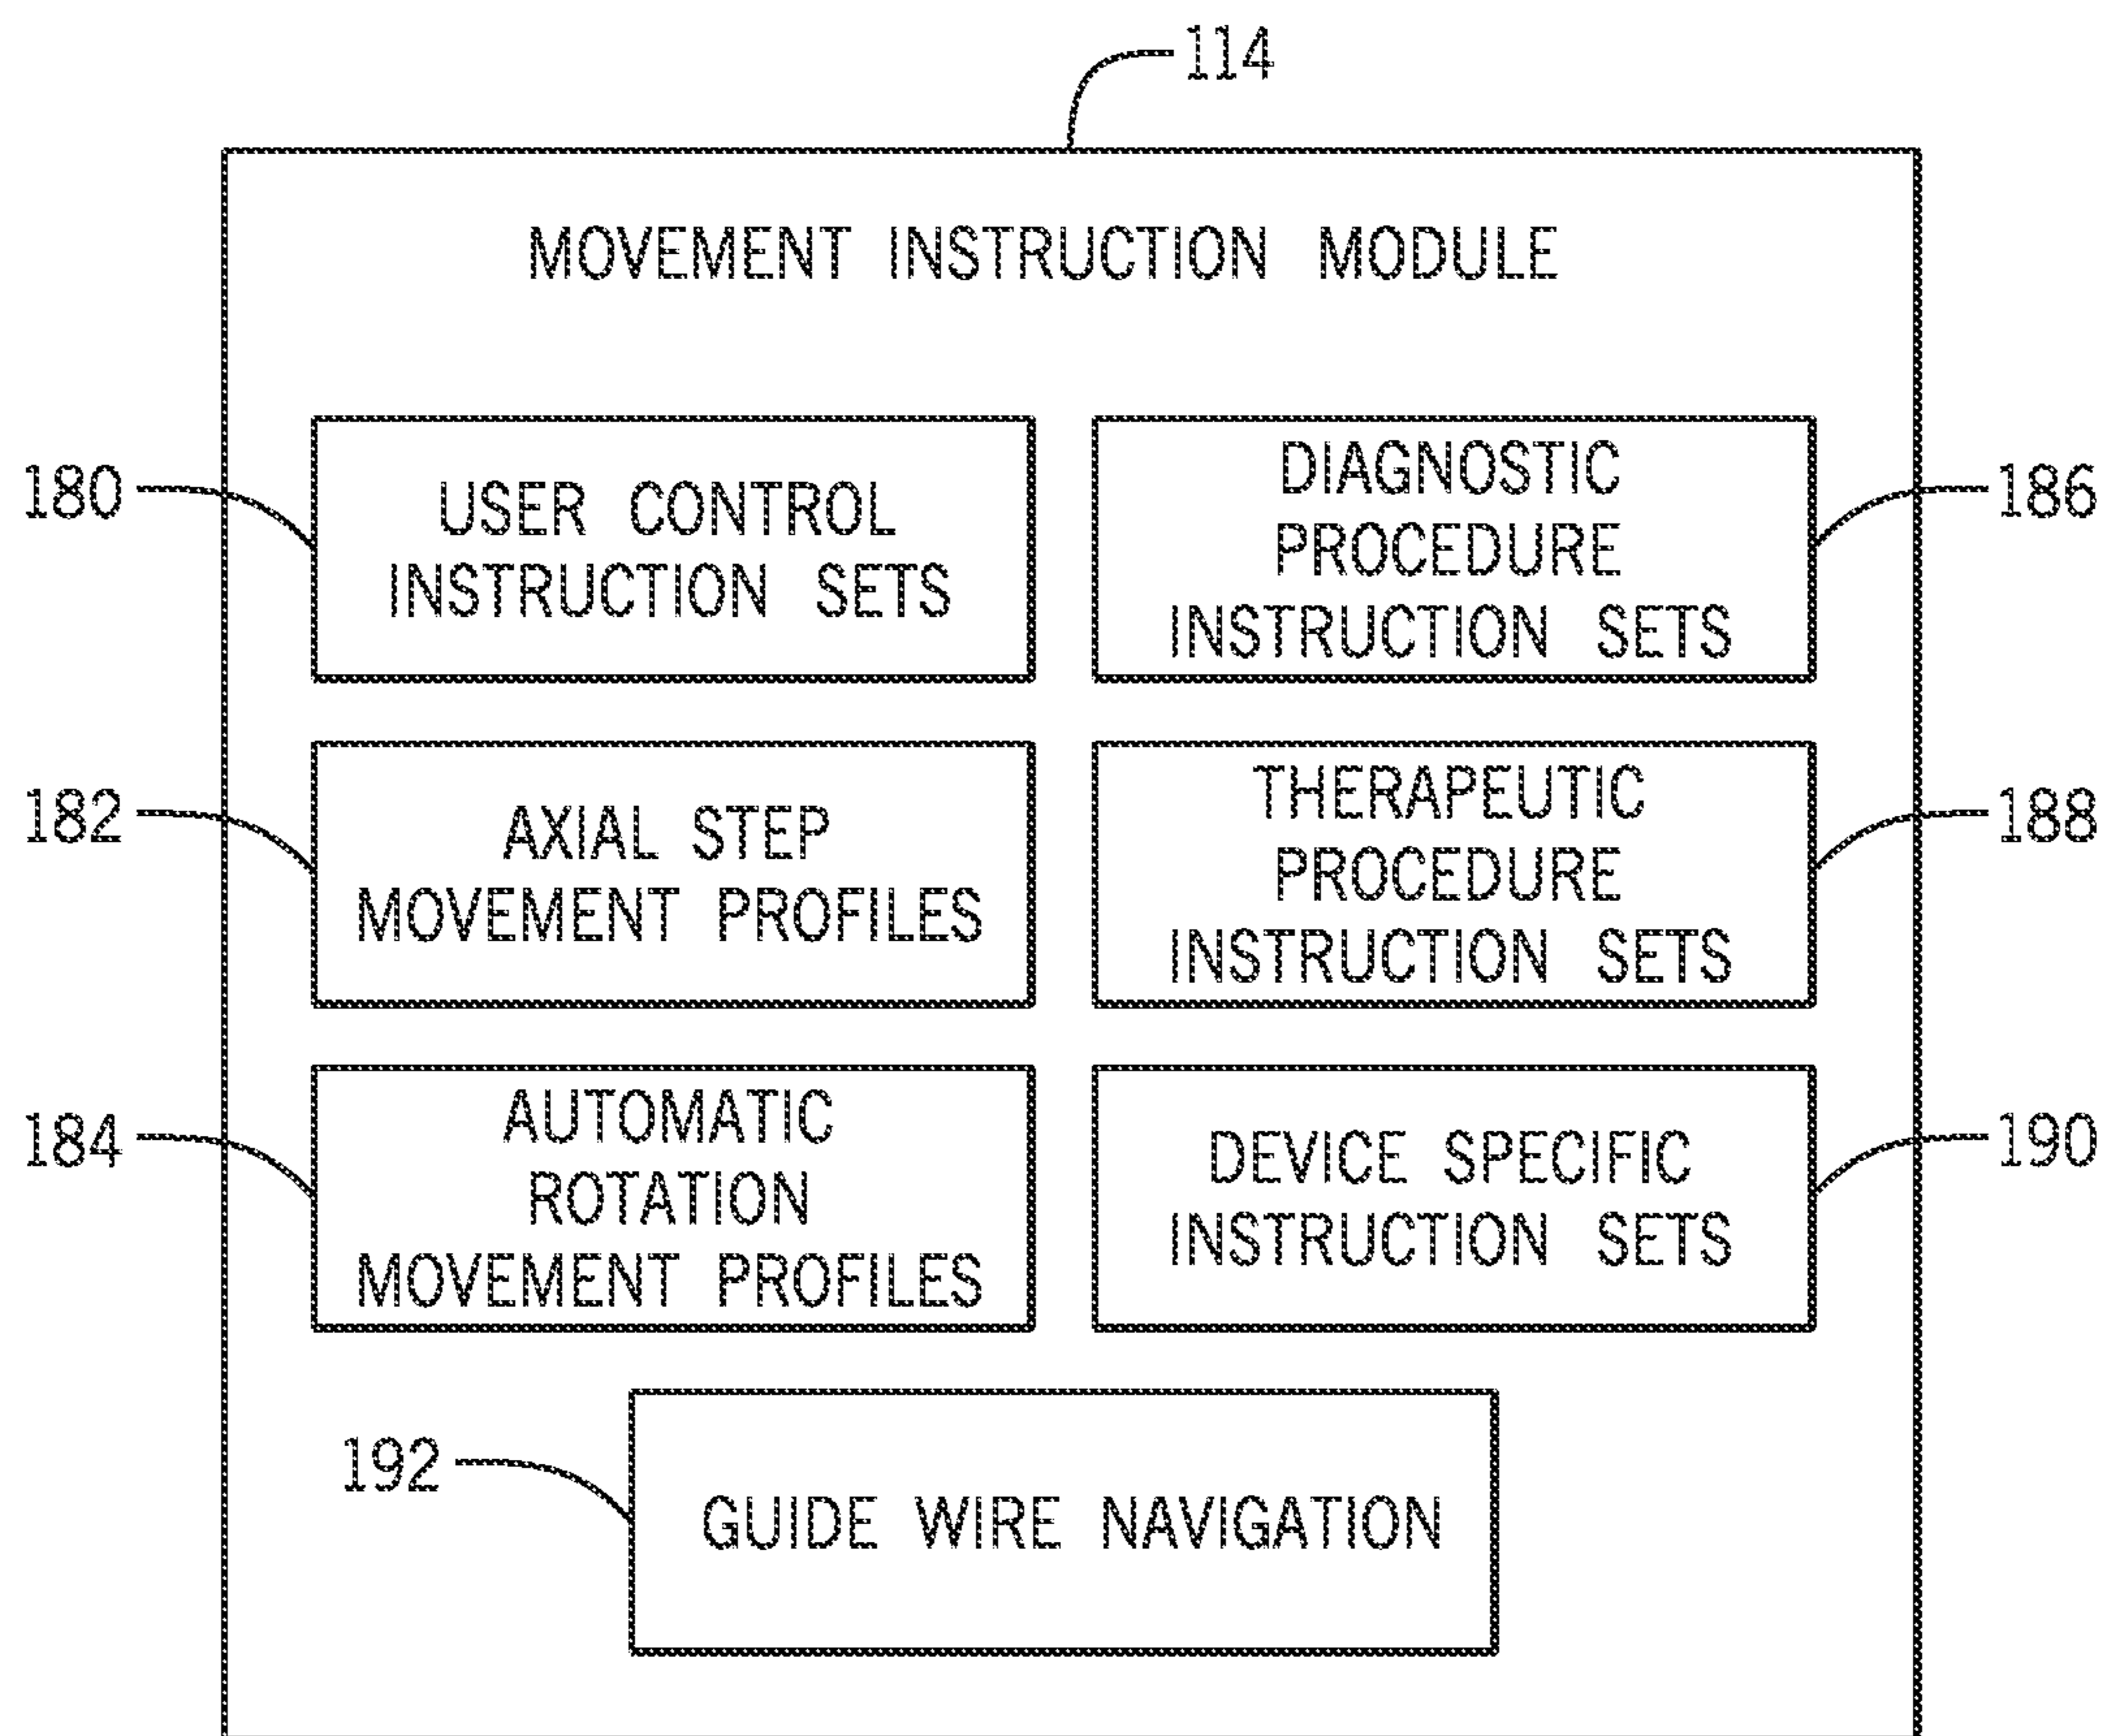 114
MOVEMENT INSTRUCTION MODULE
180
USER CONTROL
INSTRUCTION SETS
DIAGNOSTIC
PROCEDURE
INSTRUCTION SETS
186
182
AXIAL STEP
MOVEMENT PROFILES
THERAPEUTIC
PROCEDURE
INSTRUCTION SETS
188
184
AUTOMATIC
ROTATION
MOVEMENT PROFILES
DEVICE SPECIFIC
INSTRUCTION SETS
190
192
GUIDE WIRE NAVIGATION